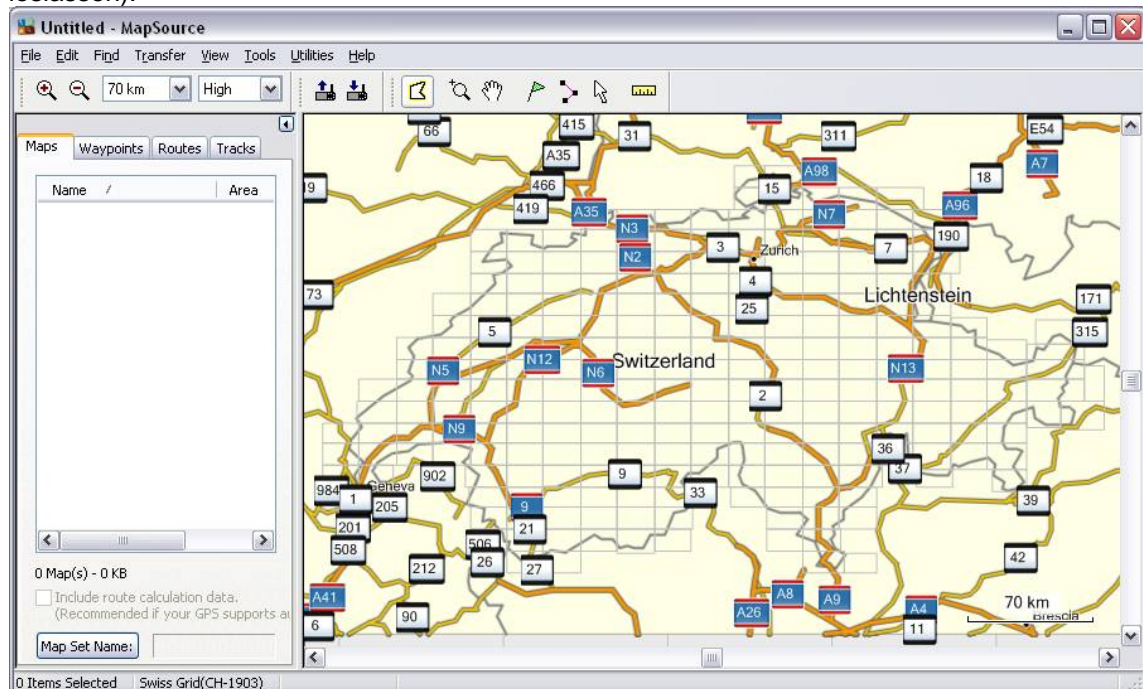 Untitled - MapSource
File Edit Find Transfer View Tools Utilities Help
70 km High
Maps Waypoints Routes Tracks
Name / Area
0 Map(s) - 0 KB
Include route calculation data.
(Recommended if your GPS supports au
Map Set Name:
0 Items Selected Swiss Grid(CH-1903)
66 415 31 311 E54
A35 A98 A7
19 466 15 18
419 A35 N7 A96
N3 190
N2 3 Zurich 7
4 Lichtenstein
73 25 171
5 315
N5 N12 N6 Switzerland N13
2
N9
36
902 9 37
984 Geneva 33
1 205 9 39
201 21
508 506
212 26 27 42
A41 A8 A9
A26 A4 70 km
6 90 11 Brescia